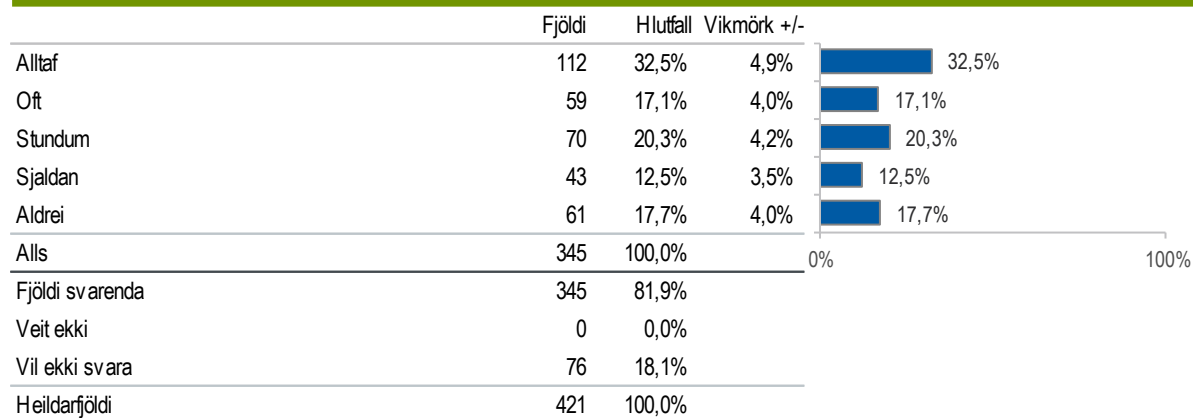 Fjöldi Hlutfall Vikmörk +/-
Alltaf 112 32,5% 4,9% 32,5%
Oft 59 17,1% 4,0% 17,1%
Stundum 70 20,3% 4,2% 20,3%
Sjaldan 43 12,5% 3,5% 12,5%
Aldrei 61 17,7% 4,0% 17,7%
Alls 345 100,0% 0% 100%
Fjöldi svarenda 345 81,9%
Veit ekki 0 0,0%
Vil ekki svara 76 18,1%
Heildarfjöldi 421 100,0%